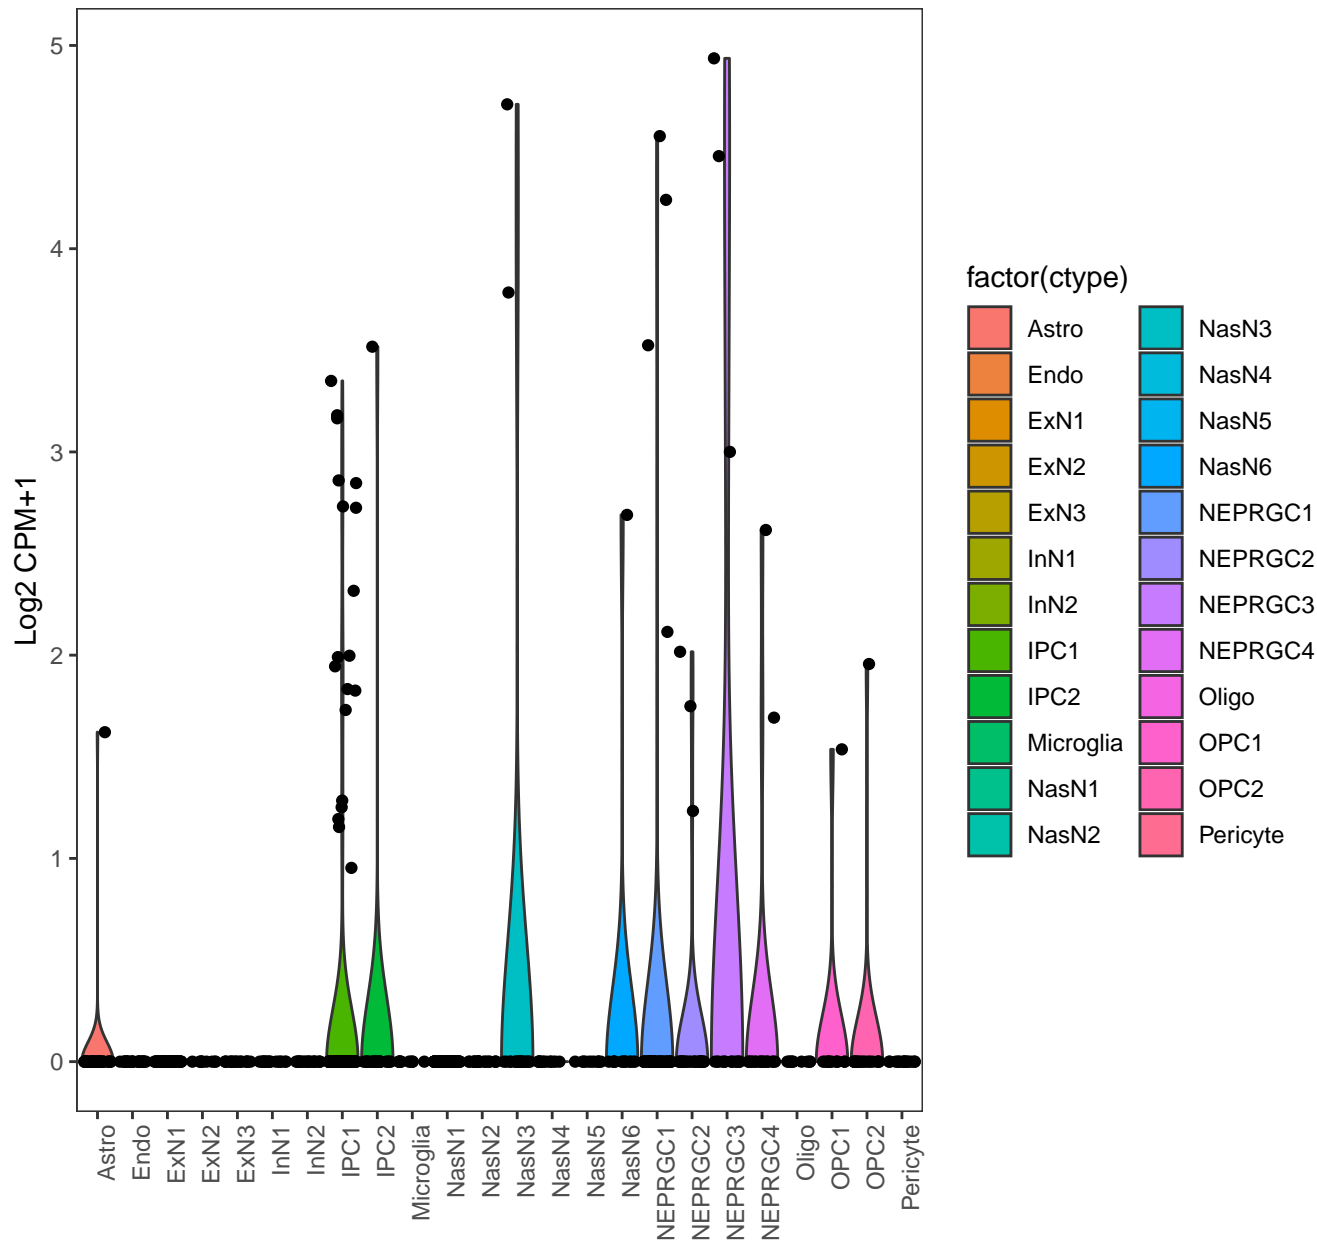 5
4
3
2
1
0
Log2 CPM+1
Astro
Endo
ExN1
ExN2
ExN3
InN1
InN2
IPC1
IPC2
Microglia
NasN1
NasN2
NasN3
NasN4
NasN5
NasN6
NEPRGC1
NEPRGC2
NEPRGC3
NEPRGC4
Oligo
OPC1
OPC2
Pericyte
factor(ctype)
Astro
Endo
ExN1
ExN2
ExN3
InN1
InN2
IPC1
IPC2
Microglia
NasN1
NasN2
NasN3
NasN4
NasN5
NasN6
NEPRGC1
NEPRGC2
NEPRGC3
NEPRGC4
Oligo
OPC1
OPC2
Pericyte